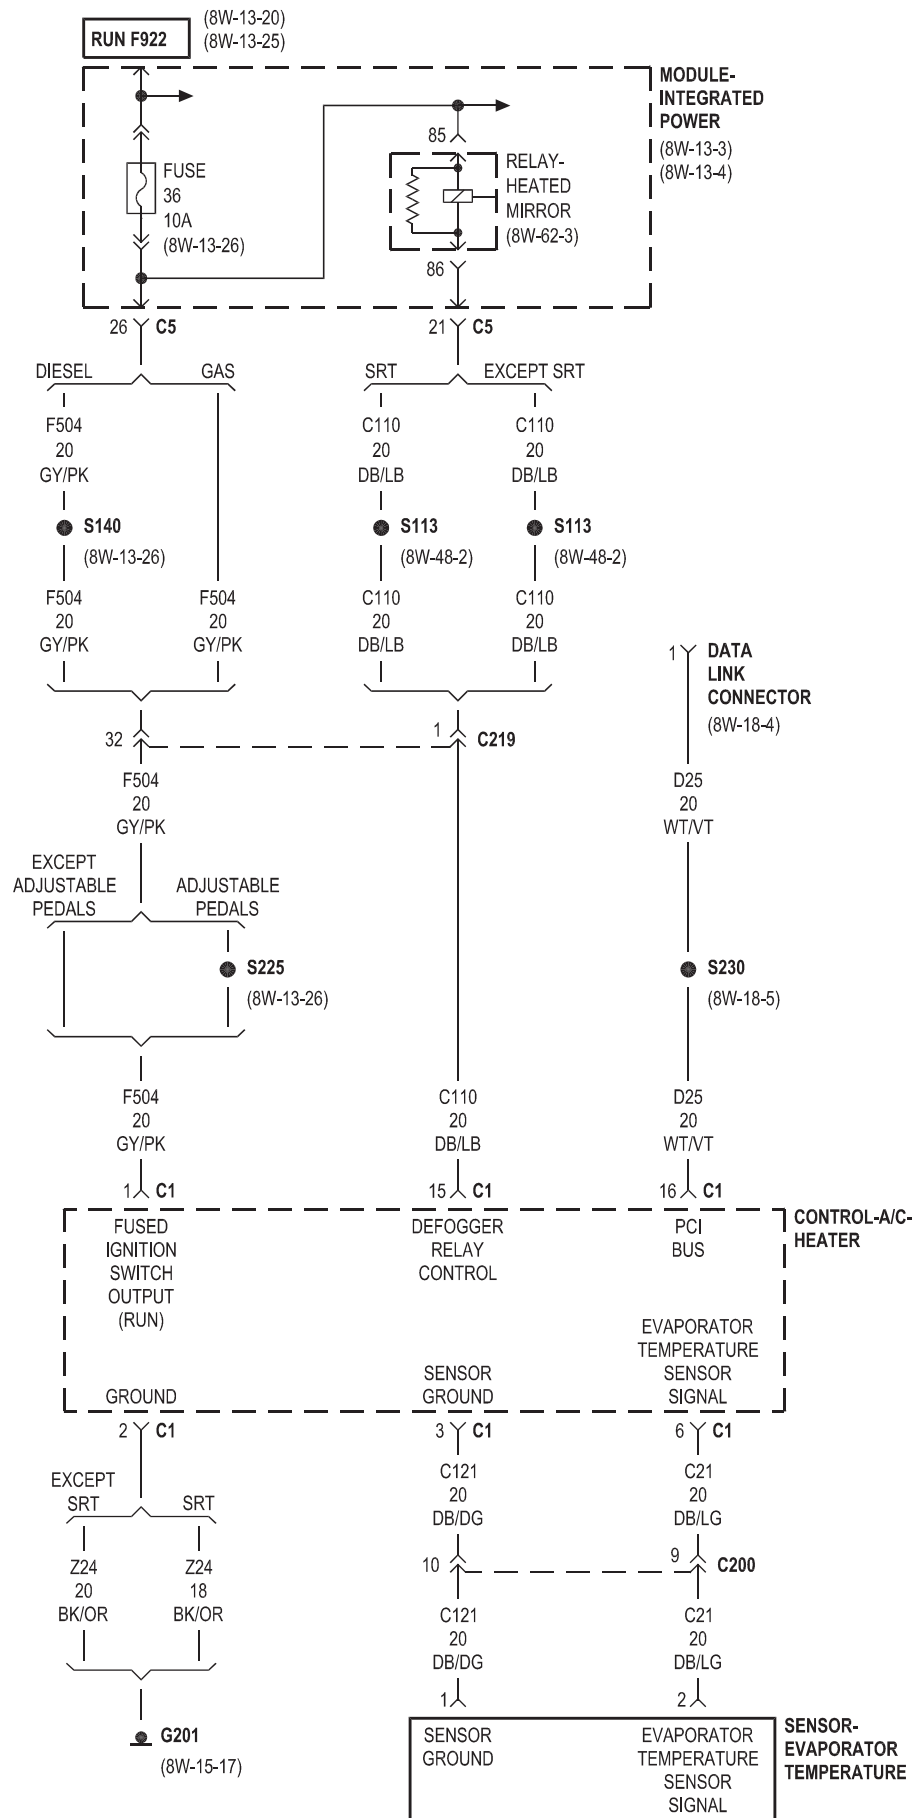 RUN F922
(8W-13-20)
(8W-13-25)
MODULE-
INTEGRATED
POWER
(8W-13-3)
(8W-13-4)
85
FUSE
36
10A
(8W-13-26)
RELAY-
HEATED
MIRROR
(8W-62-3)
86
26 C5
21 C5
DIESEL GAS
SRT EXCEPT SRT
F504
20
GY/PK
C110
20
DB/LB
C110
20
DB/LB
S140
(8W-13-26)
S113
(8W-48-2)
S113
(8W-48-2)
F504
20
GY/PK
F504
20
GY/PK
C110
20
DB/LB
C110
20
DB/LB
1 DATA
LINK
CONNECTOR
(8W-18-4)
32
1 C219
F504
20
GY/PK
D25
20
WT/VT
EXCEPT
ADJUSTABLE
PEDALS
ADJUSTABLE
PEDALS
S225
(8W-13-26)
S230
(8W-18-5)
F504
20
GY/PK
C110
20
DB/LB
D25
20
WT/VT
1 C1
15 C1
16 C1
CONTROL-A/C-
HEATER
FUSED
IGNITION
SWITCH
OUTPUT
(RUN)
DEFOGGER
RELAY
CONTROL
PCI
BUS
GROUND
SENSOR
GROUND
EVAPORATOR
TEMPERATURE
SENSOR
SIGNAL
2 C1
3 C1
6 C1
EXCEPT
SRT
SRT
C121
20
DB/DG
C21
20
DB/LG
Z24
20
BK/OR
Z24
18
BK/OR
10
9 C200
C121
20
DB/DG
C21
20
DB/LG
1
2
G201
(8W-15-17)
SENSOR
GROUND
EVAPORATOR
TEMPERATURE
SENSOR
SIGNAL
SENSOR-
EVAPORATOR
TEMPERATURE